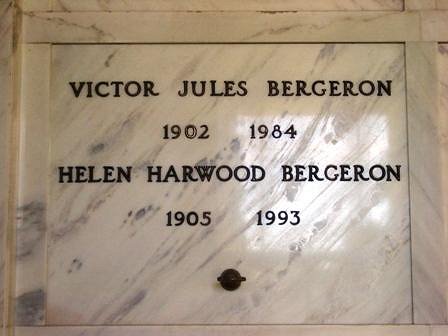 VICTOR JULES BERGERON
1902 1984
HELEN HARWOOD BERGERON
1905 1993